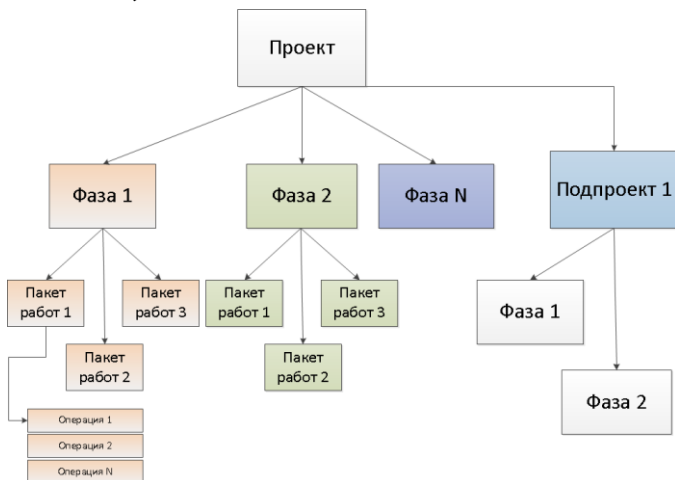 Проект
Фаза 1
Фаза 2
Фаза N
Подпроект 1
Пакет
работ 1
Пакет
работ 3
Пакет
работ 2
Пакет
работ 1
Пакет
работ 3
Пакет
работ 2
Фаза 1
Фаза 2
Операция 1
Операция 2
Операция N